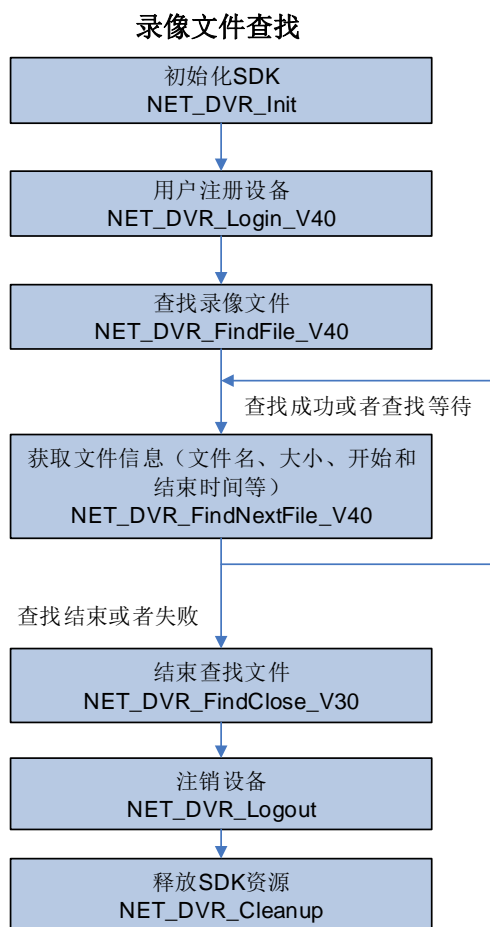 录像文件查找
初始化SDK
NET_DVR_Init
用户注册设备
NET_DVR_Login_V40
查找录像文件
NET_DVR_FindFile_V40
查找成功或者查找等待
获取文件信息（文件名、大小、开始和
结束时间等）
NET_DVR_FindNextFile_V40
查找结束或者失败
结束查找文件
NET_DVR_FindClose_V30
注销设备
NET_DVR_Logout
释放SDK资源
NET_DVR_Cleanup